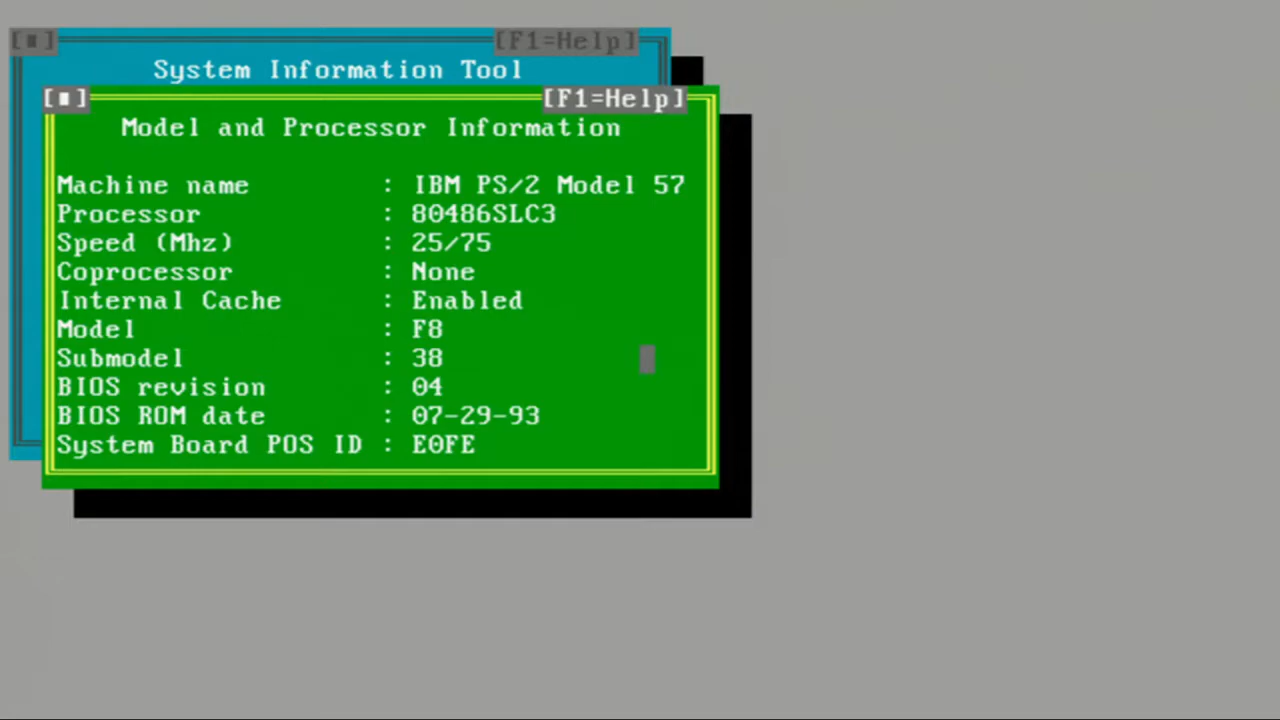 [■] [F1=Help]
System Information Tool
[■] [F1=Help]
Model and Processor Information
Machine name : IBM PS/2 Model 57
Processor : 80486SLC3
Speed (Mhz) : 25/75
Coprocessor : None
Internal Cache : Enabled
Model : F8
Submodel : 38
BIOS revision : 04
BIOS ROM date : 07-29-93
System Board POS ID : E0FE